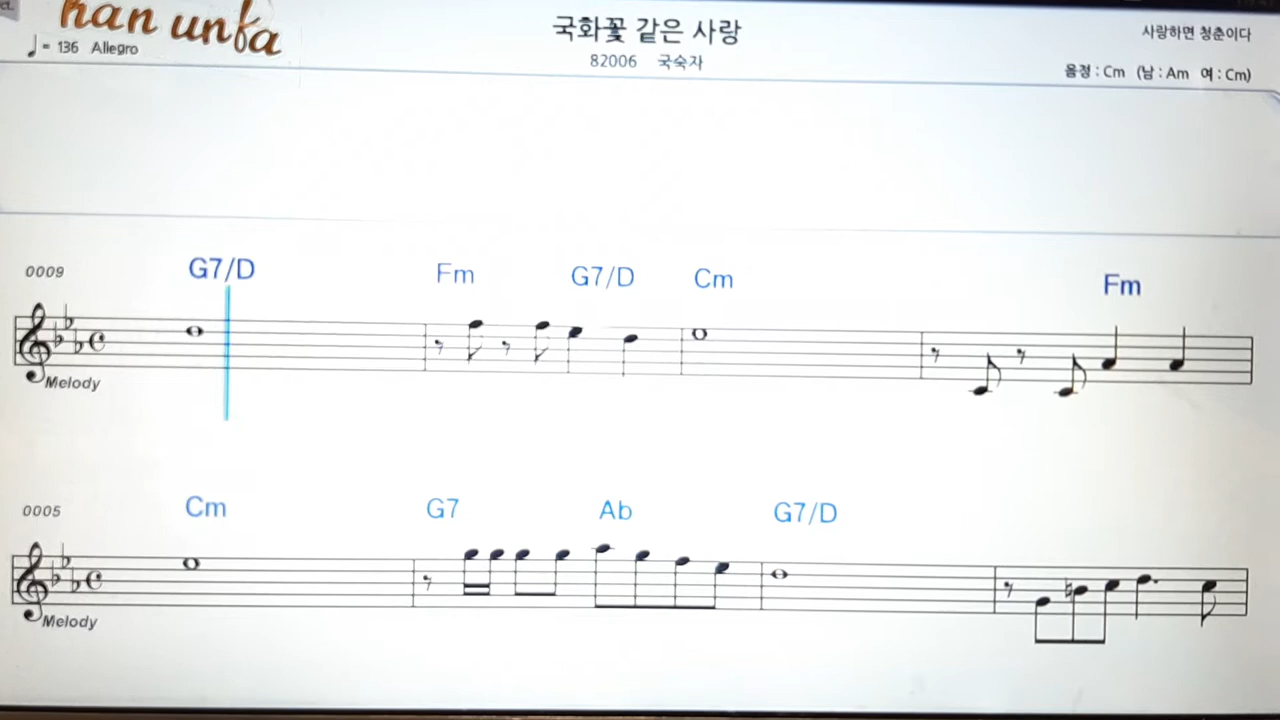 han unfa
♩= 136 Allegro
국화꽃 같은 사랑
82006 국숙자
사랑하면 청춘이다
음정 : Cm (남 : Am 여 : Cm)
0009 G7/D Fm G7/D Cm Fm
Melody
0005 Cm G7 Ab G7/D
Melody